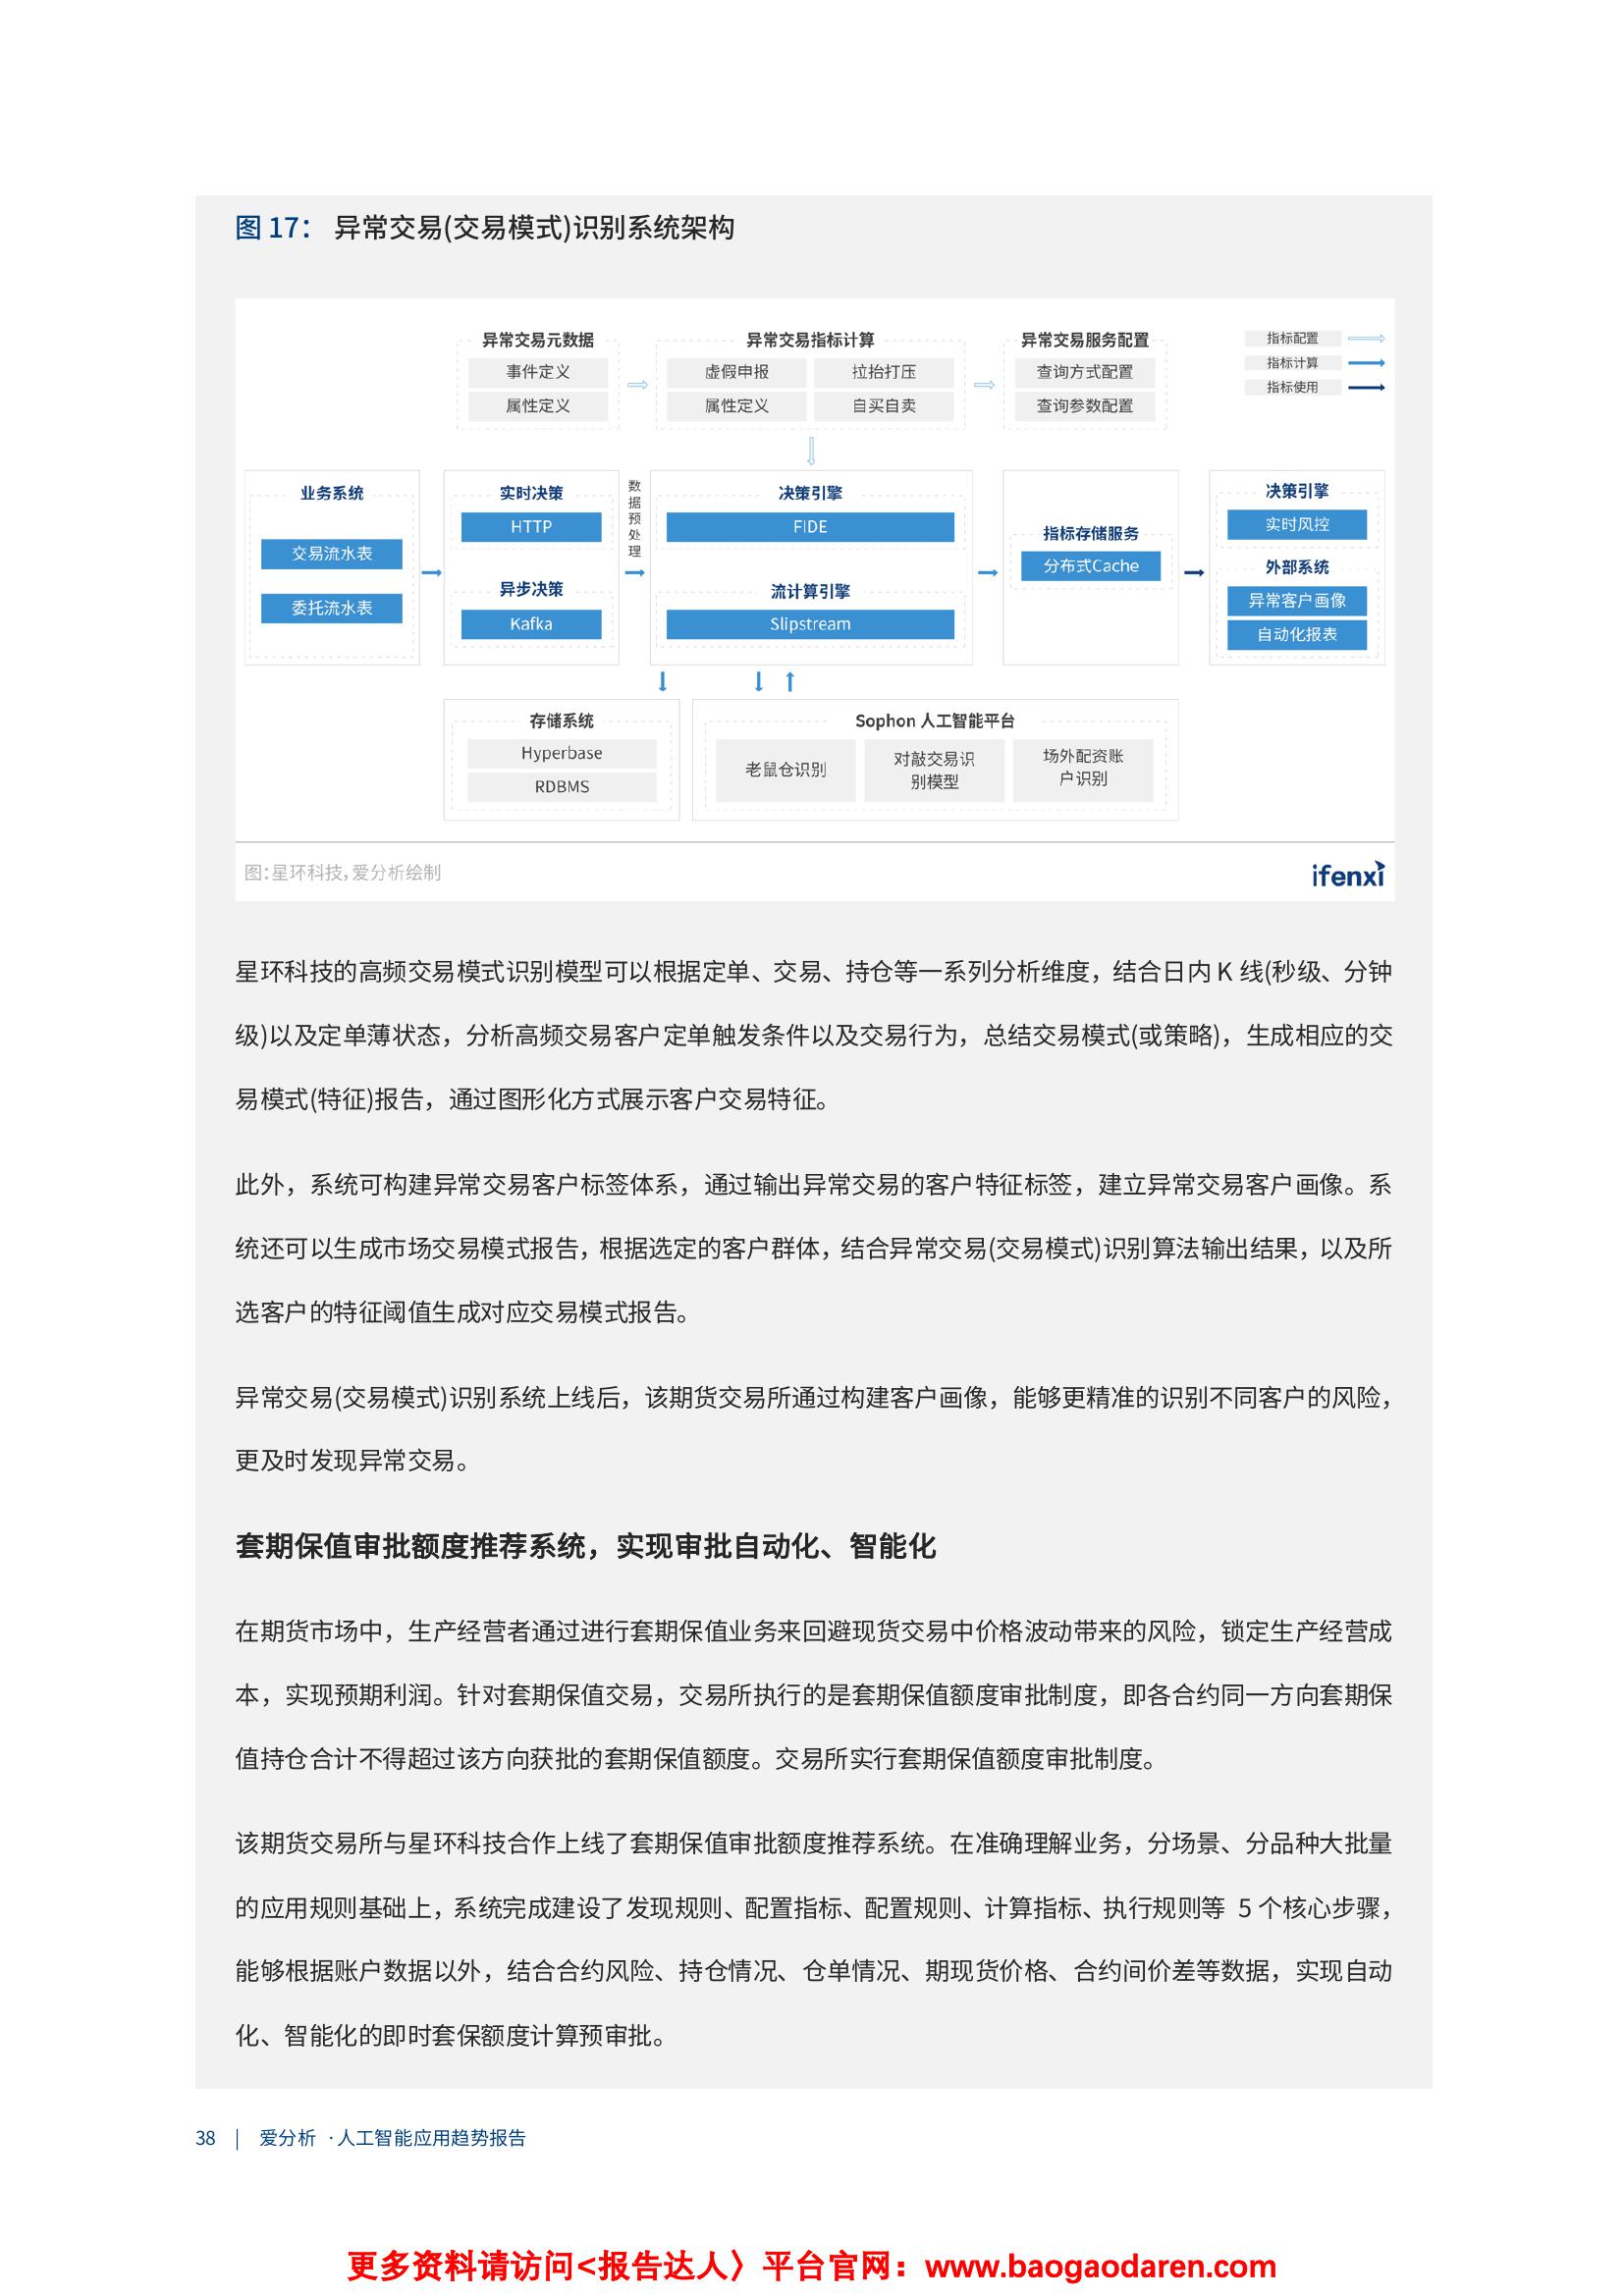 图 17： 异常交易(交易模式)识别系统架构
异常交易元数据
事件定义
属性定义
异常交易指标计算
虚假申报 拉抬打压
属性定义 自买自卖
异常交易服务配置
查询方式配置
查询参数配置
指标配置
指标计算
指标使用
业务系统
交易流水表
委托流水表
实时决策
HTTP
异步决策
Kafka
数
据
预
处
理
决策引擎
FIDE
流计算引擎
Slipstream
指标存储服务
分布式Cache
决策引擎
实时风控
外部系统
异常客户画像
自动化报表
存储系统
Hyperbase
RDBMS
Sophon 人工智能平台
老鼠仓识别
对敲交易识
别模型
场外配资账
户识别
图：星环科技，爱分析绘制
ifenxi
星环科技的高频交易模式识别模型可以根据定单、交易、持仓等一系列分析维度，结合日内 K 线(秒级、分钟
级)以及定单薄状态，分析高频交易客户定单触发条件以及交易行为，总结交易模式(或策略)，生成相应的交
易模式(特征)报告，通过图形化方式展示客户交易特征。
此外，系统可构建异常交易客户标签体系，通过输出异常交易的客户特征标签，建立异常交易客户画像。系
统还可以生成市场交易模式报告，根据选定的客户群体，结合异常交易(交易模式)识别算法输出结果，以及所
选客户的特征阈值生成对应交易模式报告。
异常交易(交易模式)识别系统上线后，该期货交易所通过构建客户画像，能够更精准的识别不同客户的风险，
更及时发现异常交易。
套期保值审批额度推荐系统，实现审批自动化、智能化
在期货市场中，生产经营者通过进行套期保值业务来回避现货交易中价格波动带来的风险，锁定生产经营成
本，实现预期利润。针对套期保值交易，交易所执行的是套期保值额度审批制度，即各合约同一方向套期保
值持仓合计不得超过该方向获批的套期保值额度。交易所实行套期保值额度审批制度。
该期货交易所与星环科技合作上线了套期保值审批额度推荐系统。在准确理解业务，分场景、分品种大批量
的应用规则基础上，系统完成建设了发现规则、配置指标、配置规则、计算指标、执行规则等 5 个核心步骤，
能够根据账户数据以外，结合合约风险、持仓情况、仓单情况、期现货价格、合约间价差等数据，实现自动
化、智能化的即时套保额度计算预审批。
38 | 爱分析 ·人工智能应用趋势报告
更多资料请访问<报告达人〉平台官网：www.baogaodaren.com